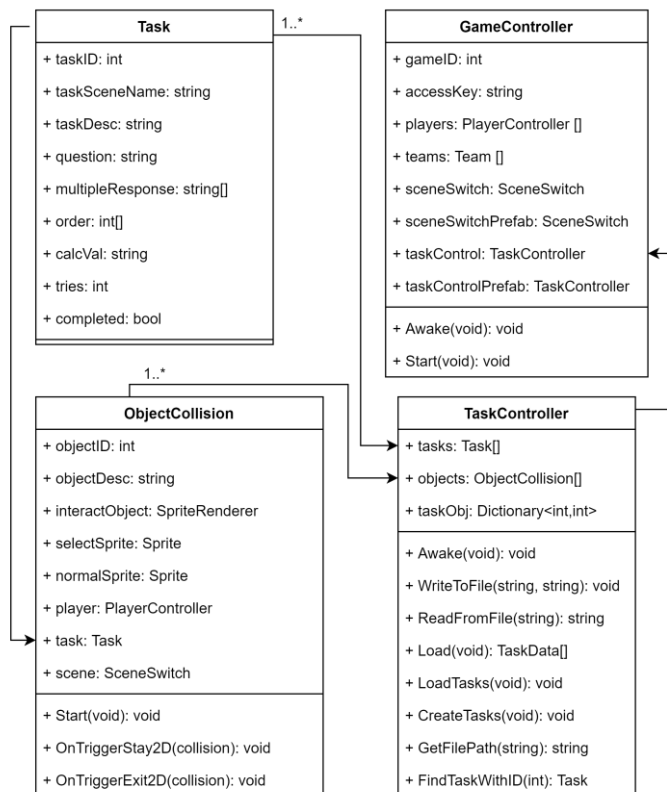 Task
+ taskID: int
+ taskSceneName: string
+ taskDesc: string
+ question: string
+ multipleResponse: string[]
+ order: int[]
+ calcVal: string
+ tries: int
+ completed: bool
1..*
GameController
+ gameID: int
+ accessKey: string
+ players: PlayerController []
+ teams: Team []
+ sceneSwitch: SceneSwitch
+ sceneSwitchPrefab: SceneSwitch
+ taskControl: TaskController
+ taskControlPrefab: TaskController
+ Awake(void): void
+ Start(void): void
1..*
ObjectCollision
+ objectID: int
+ objectDesc: string
+ interactObject: SpriteRenderer
+ selectSprite: Sprite
+ normalSprite: Sprite
+ player: PlayerController
+ task: Task
+ scene: SceneSwitch
+ Start(void): void
+ OnTriggerStay2D(collision): void
+ OnTriggerExit2D(collision): void
TaskController
+ tasks: Task[]
+ objects: ObjectCollision[]
+ taskObj: Dictionary<int,int>
+ Awake(void): void
+ WriteToFile(string, string): void
+ ReadFromFile(string): string
+ Load(void): TaskData[]
+ LoadTasks(void): void
+ CreateTasks(void): void
+ GetFilePath(string): string
+ FindTaskWithID(int): Task